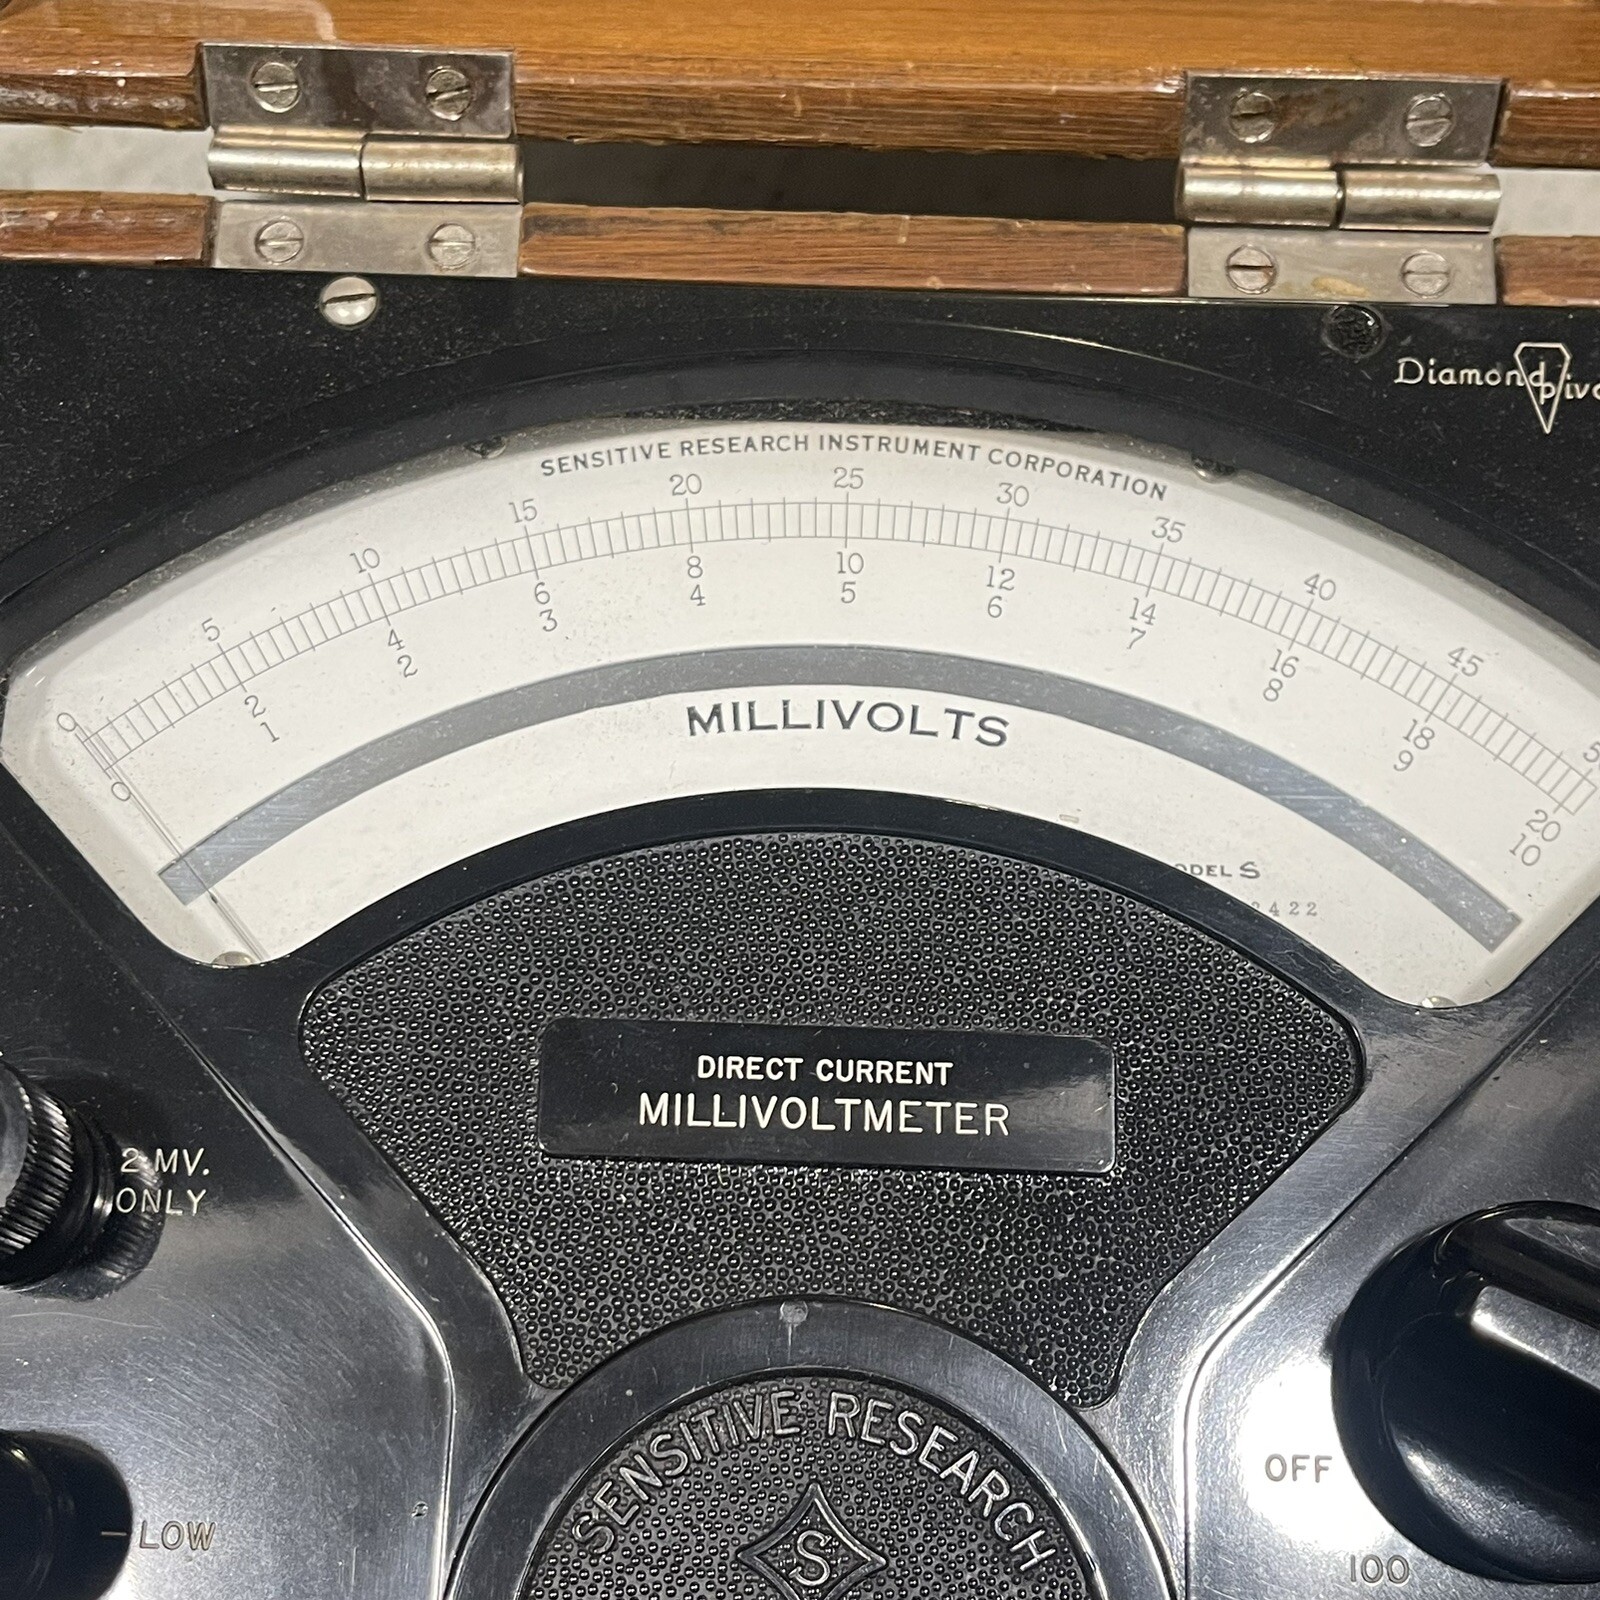 Diamond
SENSITIVE RESEARCH INSTRUMENT CORPORATION
0 5 10 15 20 25 30 35 40 45
0 2 4 6 8 10 12 14 16 18 20
1 2 3 4 5 6 7 8 9 10
MILLIVOLTS
S
DIRECT CURRENT
MILLIVOLTMETER
2 MV.
ONLY
SENSITIVE RESEARCH
S
OFF
LOW
100